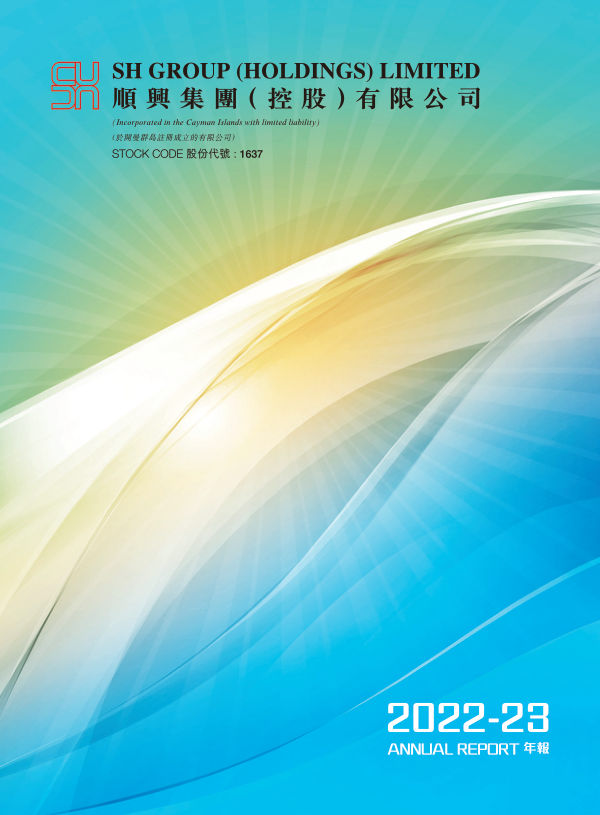 SH GROUP (HOLDINGS) LIMITED
順興集團(控股)有限公司
(Incorporated in the Cayman Islands with limited liability)
(於開曼群島註冊成立的有限公司)
STOCK CODE 股份代號 : 1637
2022-23
ANNUAL REPORT 年報